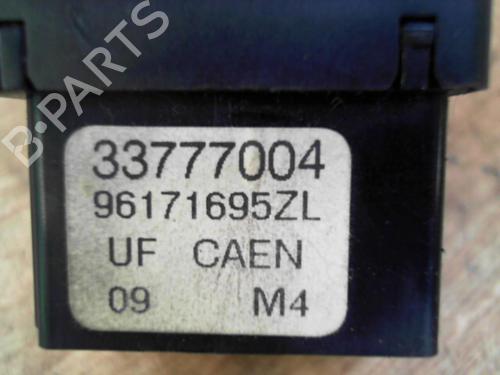 B-PARTS
33777004
96171695ZL
UF CAEN
09 M4